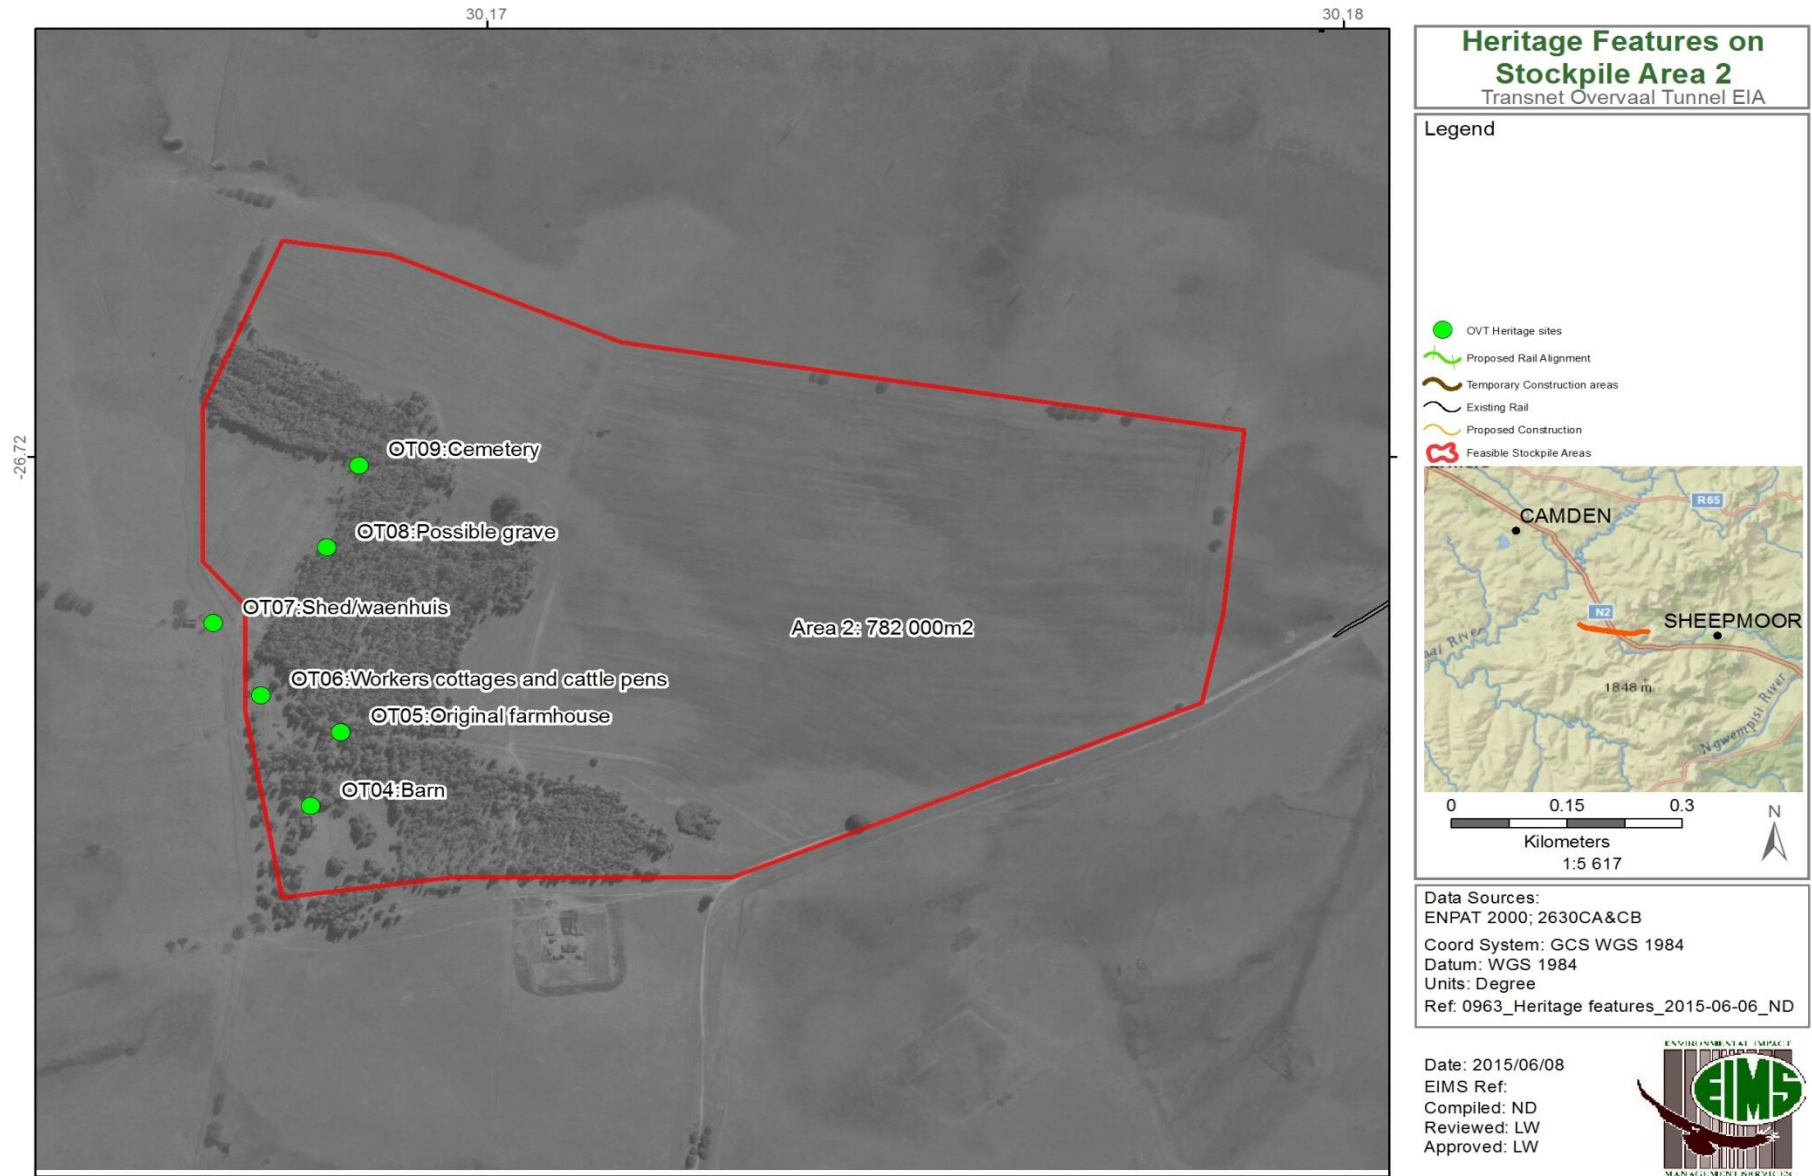 30.17
30.18
-26.72
OT09:Cemetery
OT08:Possible grave
OT07:Shed/waenhuis
OT06:Workers cottages and cattle pens
OT05:Original farmhouse
OT04:Barn
Area 2: 782 000m2
Heritage Features on
Stockpile Area 2
Transnet Overvaal Tunnel EIA
Legend
OVT Heritage sites
Proposed Rail Alignment
Temporary Construction areas
Existing Rail
Proposed Construction
Feasible Stockpile Areas
R65
CAMDEN
N2
SHEEPMOOR
River
1848 m
Ngwempisi River
0 0.15 0.3
Kilometers
1:5 617
N
Data Sources:
ENPAT 2000; 2630CA&CB
Coord System: GCS WGS 1984
Datum: WGS 1984
Units: Degree
Ref: 0963_Heritage features_2015-06-06_ND
Date: 2015/06/08
EIMS Ref:
Compiled: ND
Reviewed: LW
Approved: LW
ENVIRONMENTAL IMPACT
EIMS
MANAGEMENT SERVICES